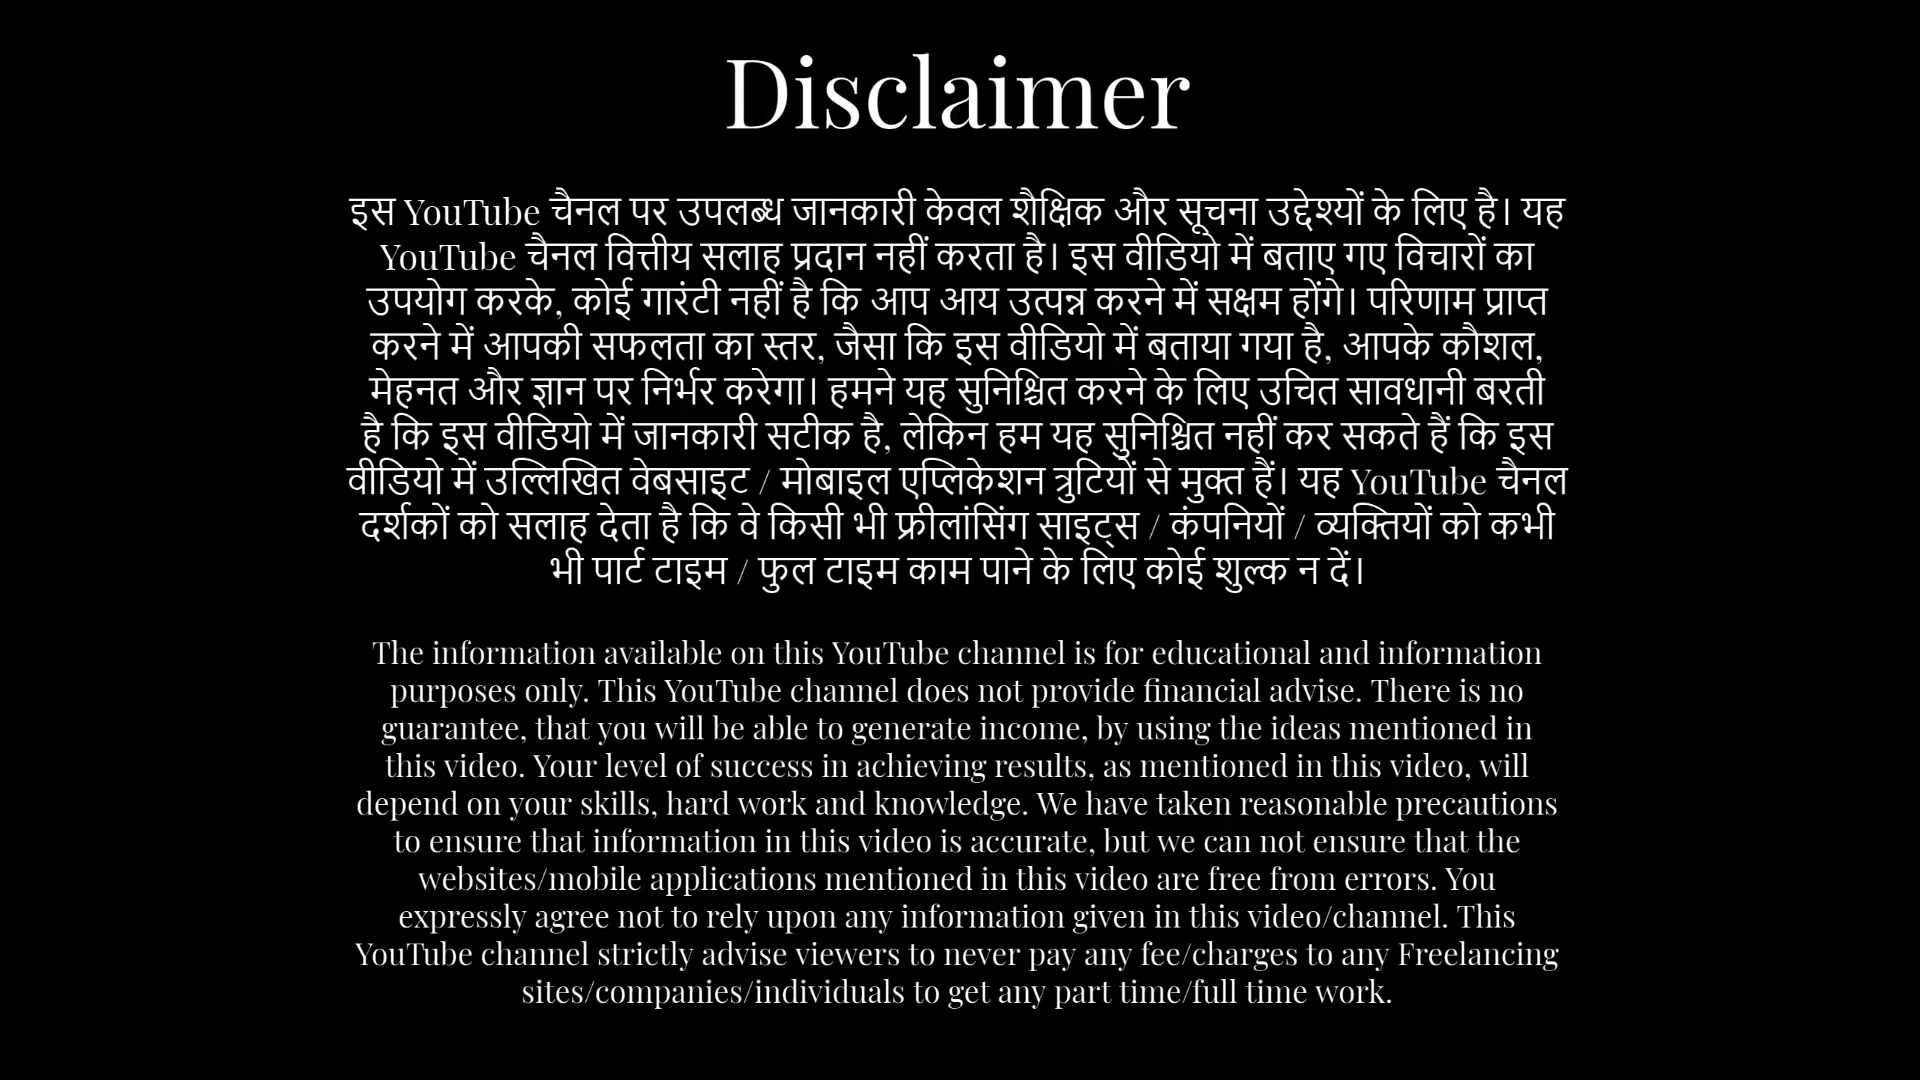 Disclaimer
इस YouTube चैनल पर उपलब्ध जानकारी केवल शैक्षिक और सूचना उद्देश्यों के लिए है। यह
YouTube चैनल वित्तीय सलाह प्रदान नहीं करता है। इस वीडियो में बताए गए विचारों का
उपयोग करके, कोई गारंटी नहीं है कि आप आय उत्पन्न करने में सक्षम होंगे। परिणाम प्राप्त
करने में आपकी सफलता का स्तर, जैसा कि इस वीडियो में बताया गया है, आपके कौशल,
मेहनत और ज्ञान पर निर्भर करेगा। हमने यह सुनिश्चित करने के लिए उचित सावधानी बरती
है कि इस वीडियो में जानकारी सटीक है, लेकिन हम यह सुनिश्चित नहीं कर सकते हैं कि इस
वीडियो में उल्लिखित वेबसाइट / मोबाइल एप्लिकेशन त्रुटियों से मुक्त हैं। यह YouTube चैनल
दर्शकों को सलाह देता है कि वे किसी भी फ्रीलांसिंग साइट्स / कंपनियों / व्यक्तियों को कभी
भी पार्ट टाइम / फुल टाइम काम पाने के लिए कोई शुल्क न दें।
The information available on this YouTube channel is for educational and information
purposes only. This YouTube channel does not provide financial advise. There is no
guarantee, that you will be able to generate income, by using the ideas mentioned in
this video. Your level of success in achieving results, as mentioned in this video, will
depend on your skills, hard work and knowledge. We have taken reasonable precautions
to ensure that information in this video is accurate, but we can not ensure that the
websites/mobile applications mentioned in this video are free from errors. You
expressly agree not to rely upon any information given in this video/channel. This
YouTube channel strictly advise viewers to never pay any fee/charges to any Freelancing
sites/companies/individuals to get any part time/full time work.